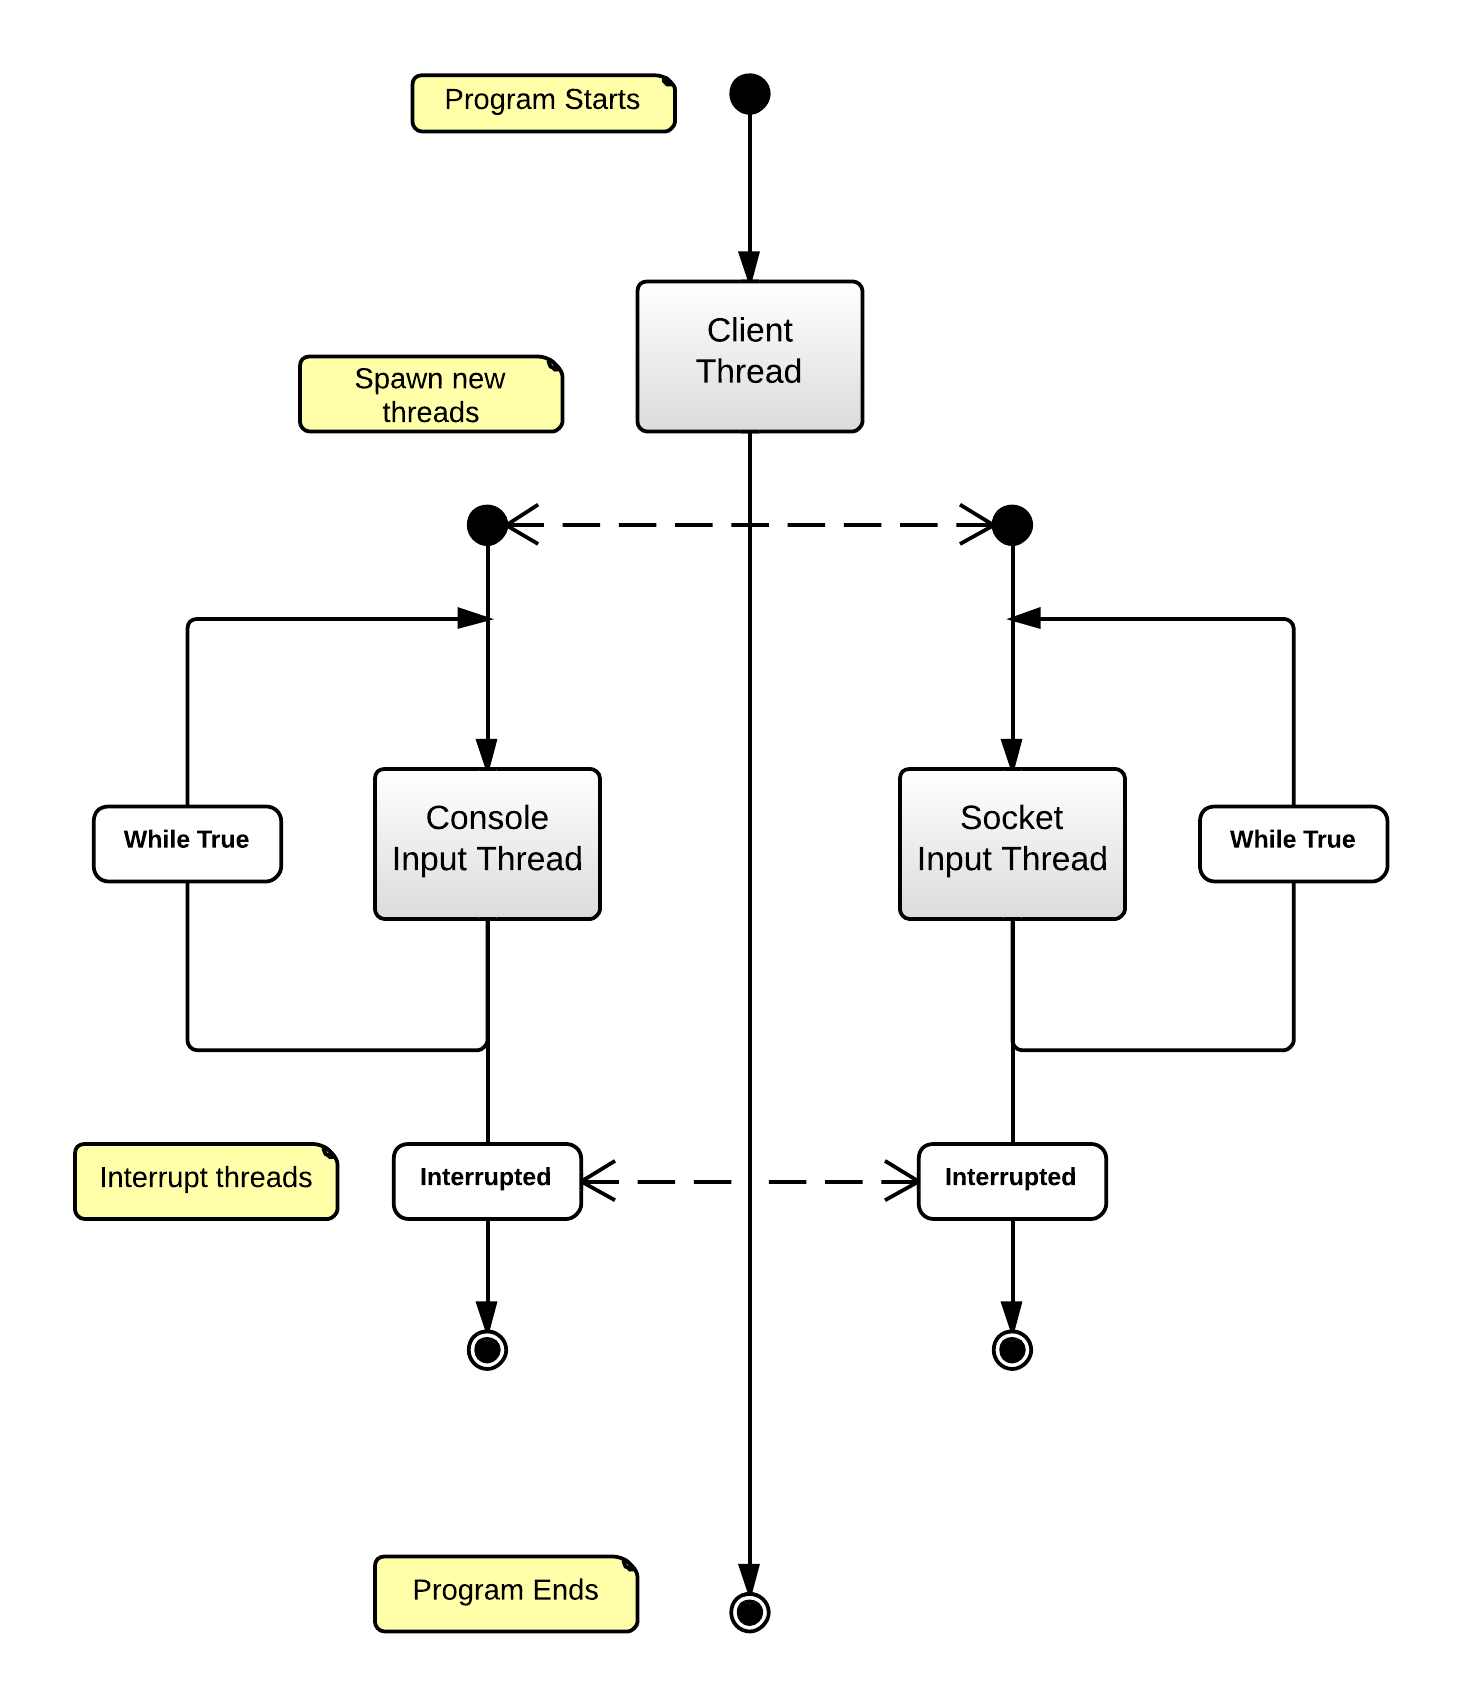 Program Starts
Client
Thread
Spawn new
threads
Console
Input Thread
Socket
Input Thread
While True
While True
Interrupt threads
Interrupted
Interrupted
Program Ends